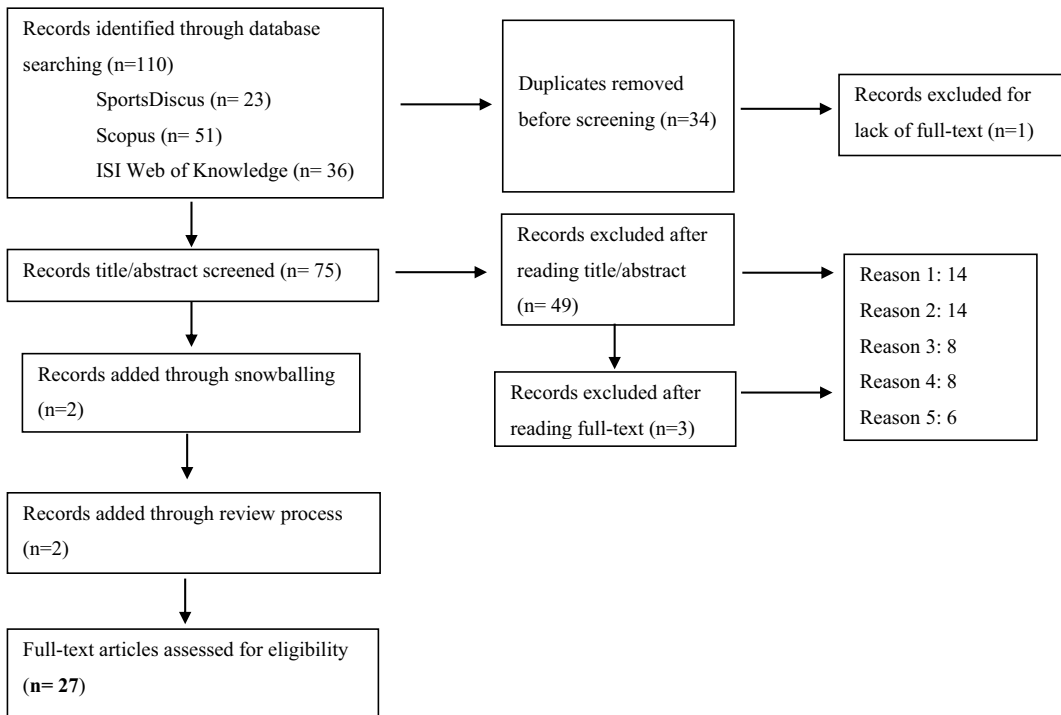 Records identified through database
searching (n=110)
SportsDiscus (n= 23)
Scopus (n= 51)
ISI Web of Knowledge (n= 36)
Duplicates removed
before screening (n=34)
Records excluded for
lack of full-text (n=1)
Records title/abstract screened (n= 75)
Records excluded after
reading title/abstract
(n= 49)
Reason 1: 14
Reason 2: 14
Reason 3: 8
Reason 4: 8
Reason 5: 6
Records added through snowballing
(n=2)
Records excluded after
reading full-text (n=3)
Records added through review process
(n=2)
Full-text articles assessed for eligibility
(n= 27)